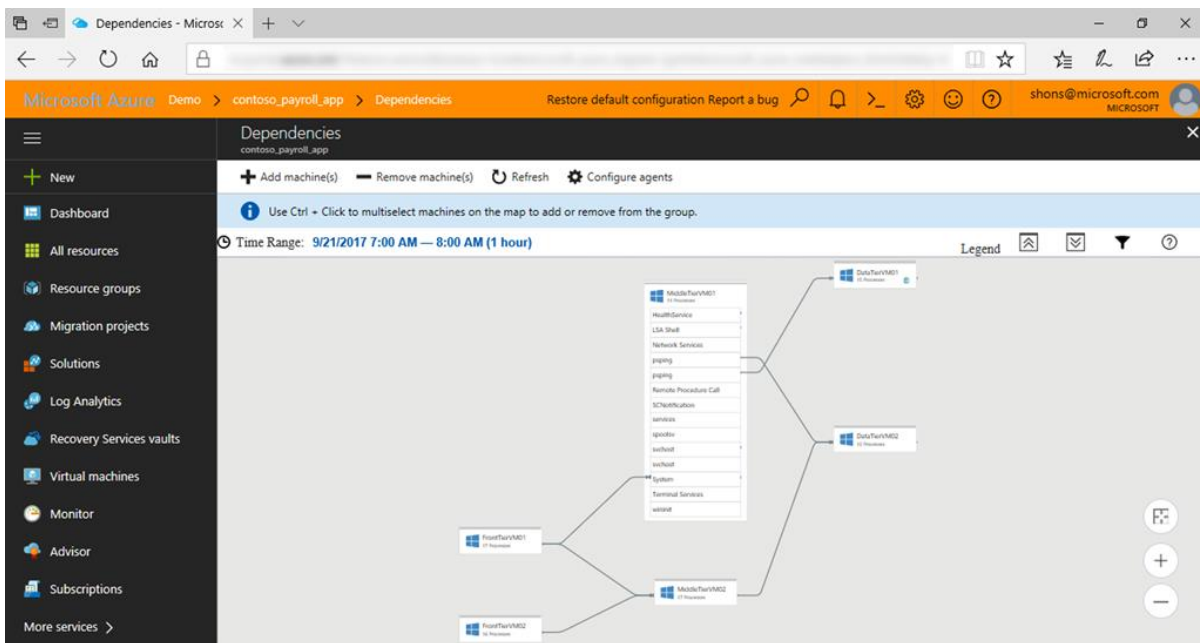 Dependencies - Microsc
Microsoft Azure Demo > contoso_payroll_app > Dependencies
Restore default configuration Report a bug
shons@microsoft.com
MICROSOFT
Dependencies
contoso_payroll_app
New
Add machine(s) Remove machine(s) Refresh Configure agents
Dashboard
Use Ctrl + Click to multiselect machines on the map to add or remove from the group.
All resources
Time Range: 9/21/2017 7:00 AM — 8:00 AM (1 hour)
Legend
Resource groups
Migration projects
Solutions
Log Analytics
Recovery Services vaults
Virtual machines
Monitor
Advisor
Subscriptions
More services >
MiddleTierVM01
HealthService
LSA Shell
Network Services
psping
psping
Remote Procedure Call
SCNotification
services
spoolsv
svchost
svchost
System
Terminal Services
wininit
DataTierVM01
DataTierVM02
FrontTierVM01
MiddleTierVM02
FrontTierVM02